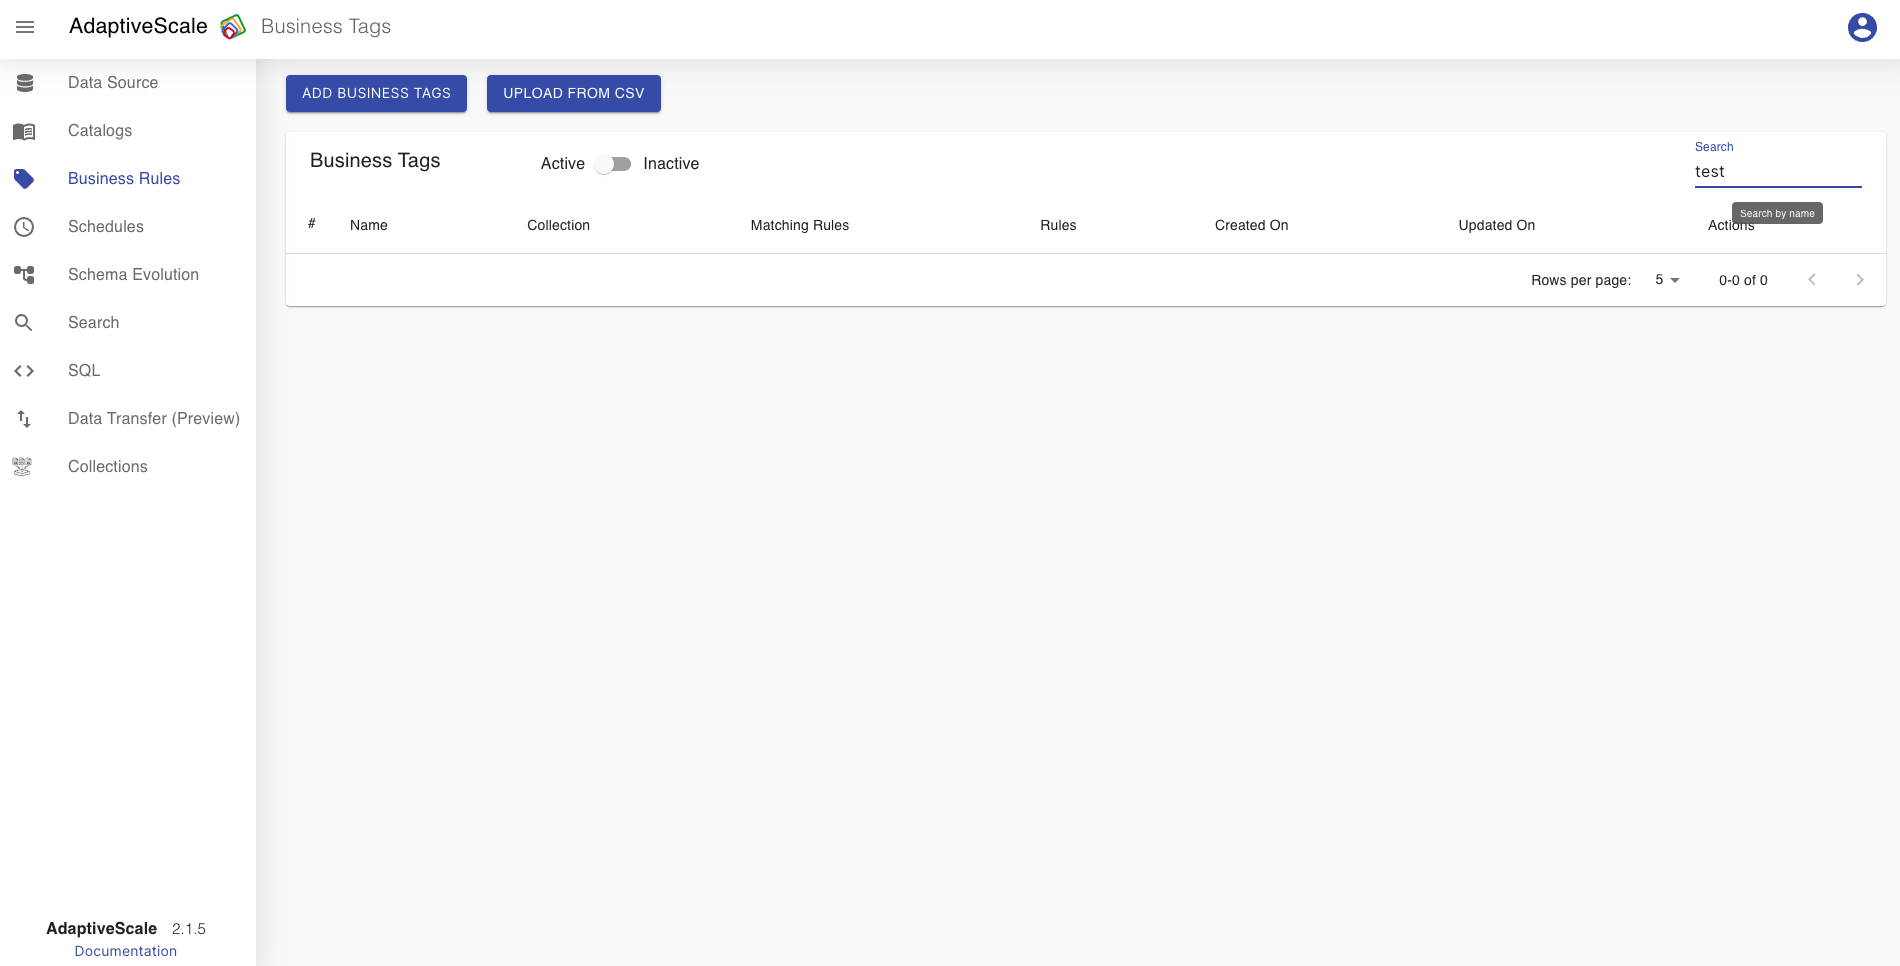 AdaptiveScale Business Tags
Data Source
Catalogs
Business Rules
Schedules
Schema Evolution
Search
SQL
Data Transfer (Preview)
Collections
AdaptiveScale 2.1.5
Documentation
ADD BUSINESS TAGS UPLOAD FROM CSV
Business Tags Active Inactive
Search
test
Search by name
# Name Collection Matching Rules Rules Created On Updated On Actions
Rows per page: 5 0-0 of 0